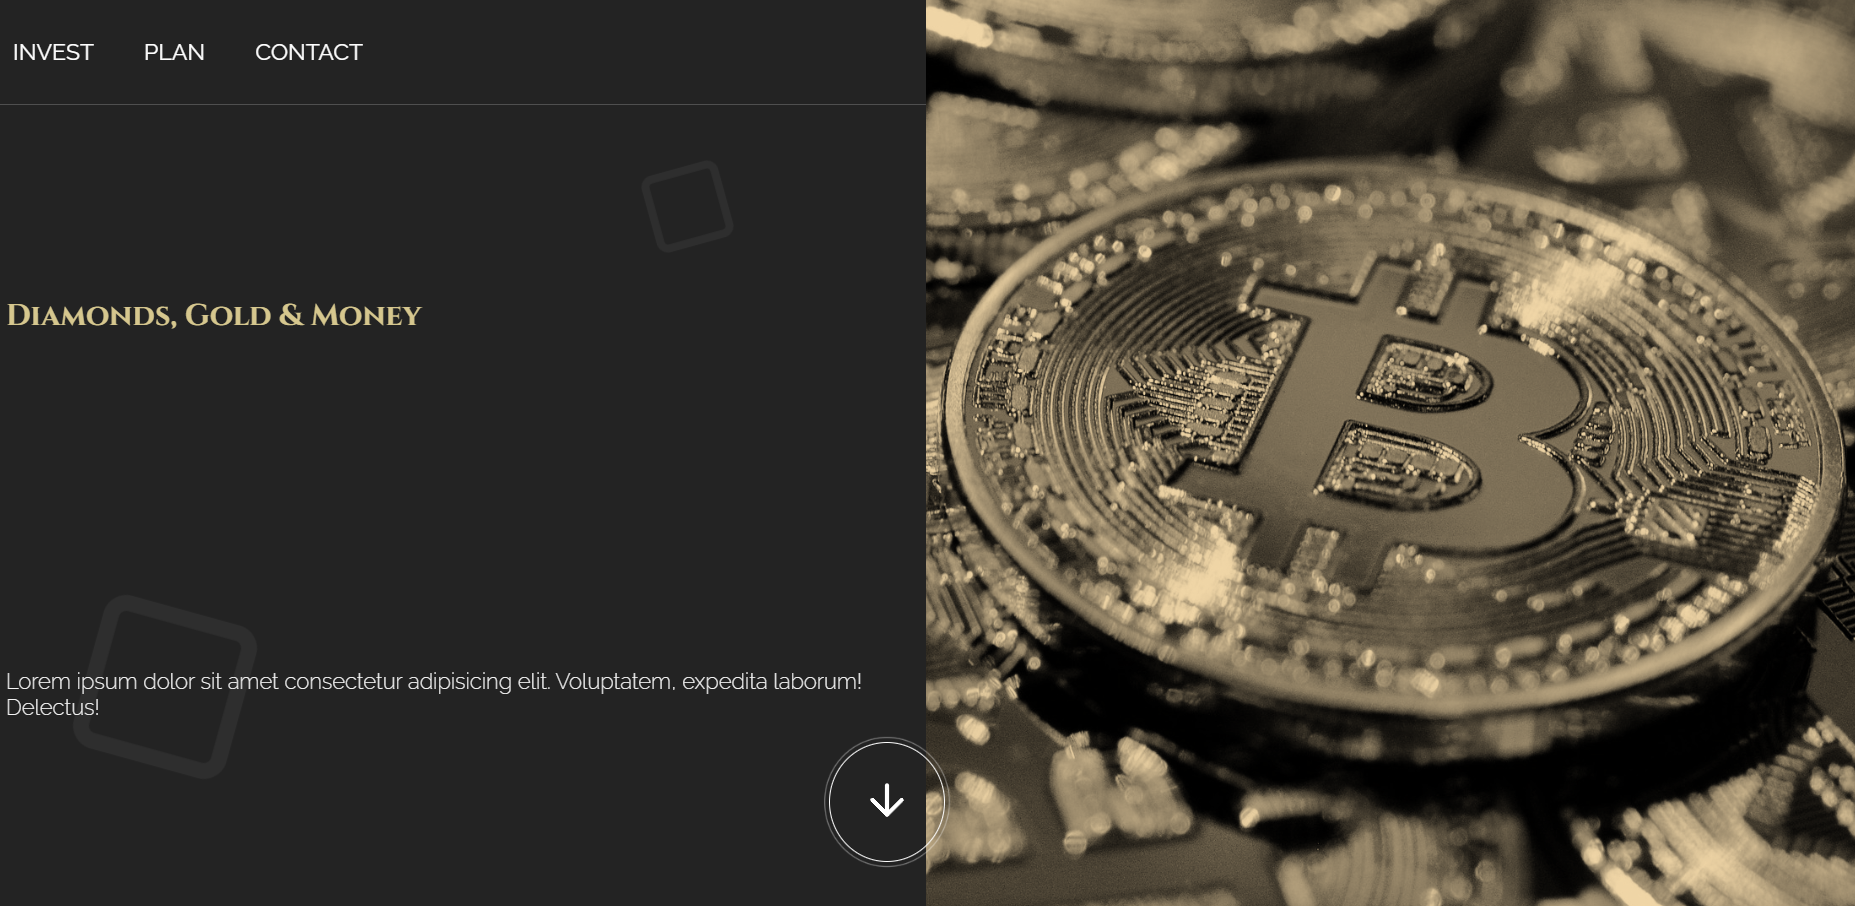 INVEST PLAN CONTACT
Diamonds, Gold & Money
Lorem ipsum dolor sit amet consectetur adipisicing elit. Voluptatem, expedita laborum!
Delectus!